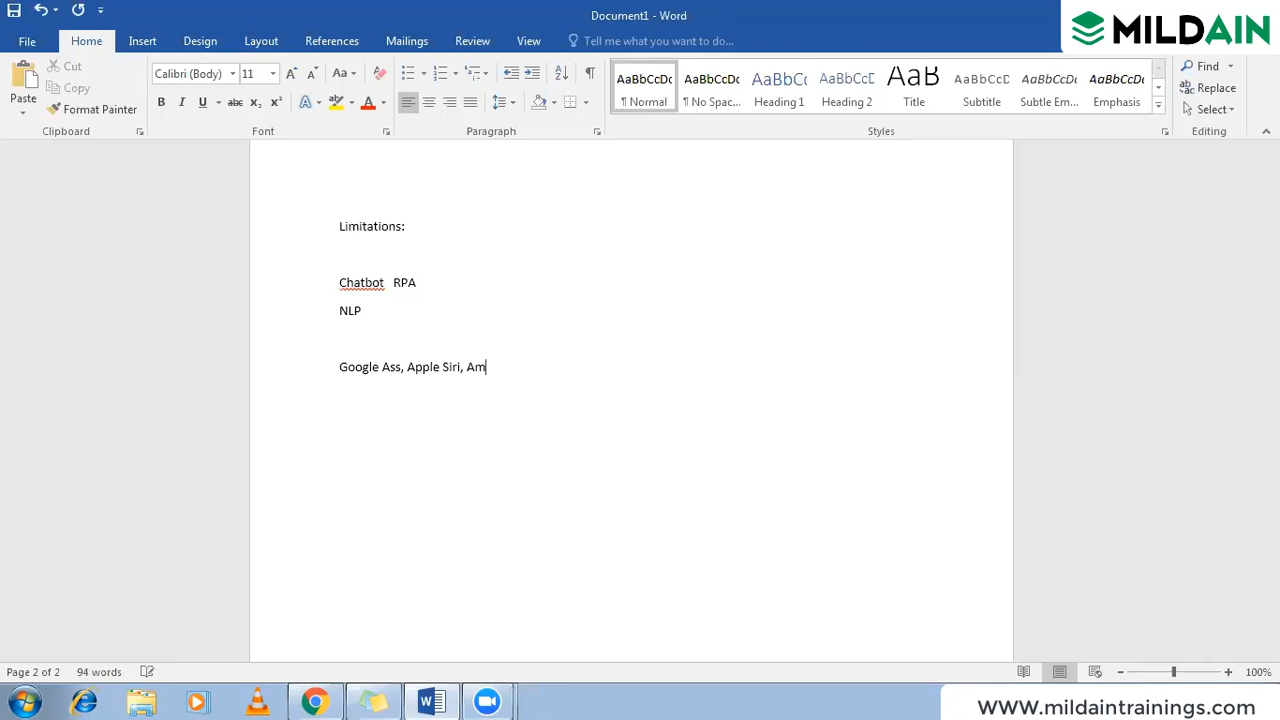 Document1 - Word
MILDAIN
File Home Insert Design Layout References Mailings Review View Tell me what you want to do...
Paste
Cut
Copy
Format Painter
Clipboard
Calibri (Body) 11
Font
Paragraph
AaBbCcDc AaBbCcDc AaBbCc AaBbCcD AaB AaBbCcD AaBbCcDc AaBbCcDc
¶ Normal ¶ No Spac... Heading 1 Heading 2 Title Subtitle Subtle Em... Emphasis
Styles
Find
Replace
Select
Editing
Limitations:
Chatbot RPA
NLP
Google Ass, Apple Siri, Am
Page 2 of 2 94 words 100%
www.mildaintrainings.com